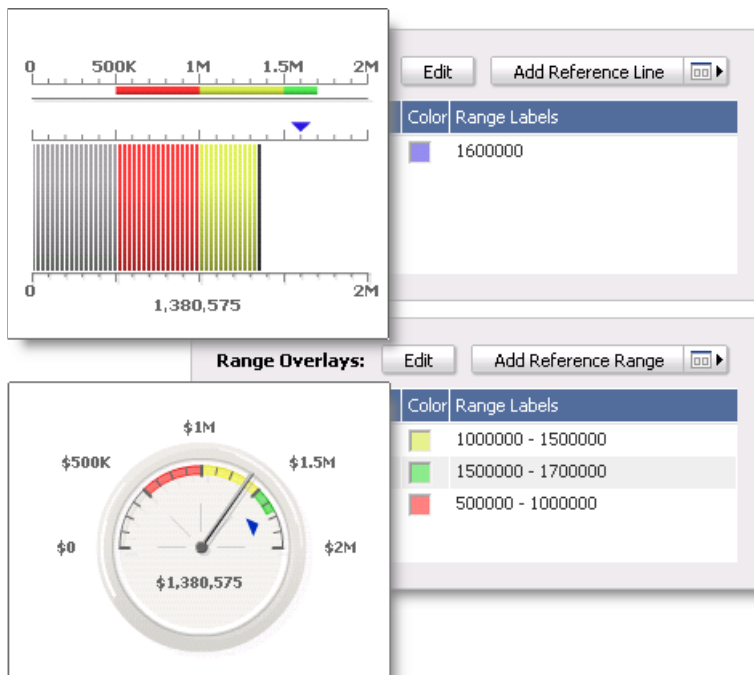 0 500K 1M 1.5M 2M
0 2M
1,380,575
Edit Add Reference Line
Color Range Labels
1600000
Range Overlays: Edit Add Reference Range
Color Range Labels
1000000 - 1500000
1500000 - 1700000
500000 - 1000000
$1M
$500K $1.5M
$0 $2M
$1,380,575